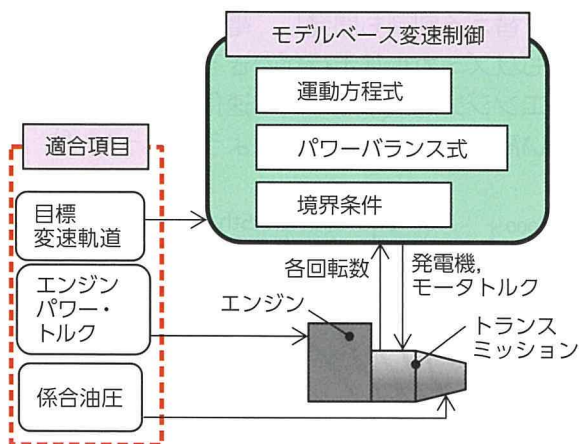 モデルベース変速制御
運動方程式
パワーバランス式
境界条件
適合項目
目標
変速軌道
エンジン
パワー・
トルク
係合油圧
各回転数
発電機,
モータトルク
エンジン
トランス
ミッション